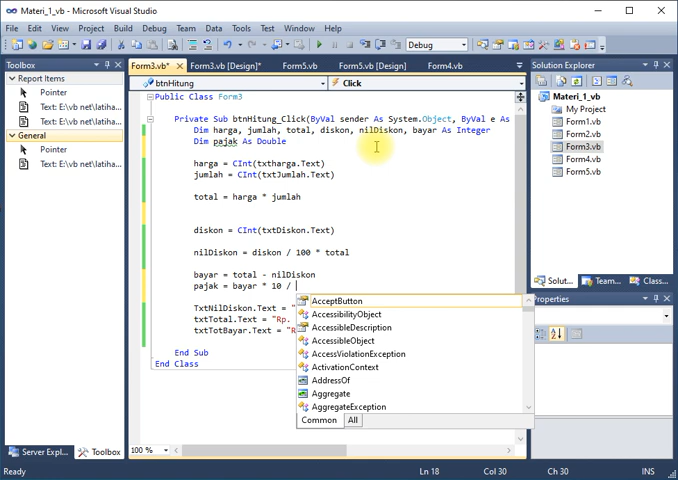 Materi_1_vb - Microsoft Visual Studio
File Edit View Project Build Debug Team Data Tools Test Window Help
Debug
Toolbox
Report Items
Pointer
Text: E:\vb net\latiha...
Text: E:\vb net\latiha...
General
Pointer
Text: E:\vb net\latiha...
Server Expl...
Toolbox
Form3.vb*
Form3.vb [Design]*
Form5.vb
Form5.vb [Design]
Form4.vb
btnHitung
Click
Public Class Form3
Private Sub btnHitung_Click(ByVal sender As System.Object, ByVal e As
Dim harga, jumlah, total, diskon, nilDiskon, bayar As Integer
Dim pajak As Double
harga = CInt(txtharga.Text)
jumlah = CInt(txtJumlah.Text)
total = harga * jumlah
diskon = CInt(txtDiskon.Text)
nilDiskon = diskon / 100 * total
bayar = total - nilDiskon
pajak = bayar * 10 /
TxtNilDiskon.Text = "
txtTotal.Text = "Rp.
txtTotBayar.Text = "R
End Sub
End Class
AcceptButton
AccessibilityObject
AccessibleDescription
AccessibleObject
AccessViolationException
ActivationContext
AddressOf
Aggregate
AggregateException
Common
All
100 %
Solution Explorer
Materi_1_vb
My Project
Form1.vb
Form2.vb
Form3.vb
Form4.vb
Form5.vb
Solut...
Team...
Class...
Properties
Ready
Ln 18
Col 30
Ch 30
INS